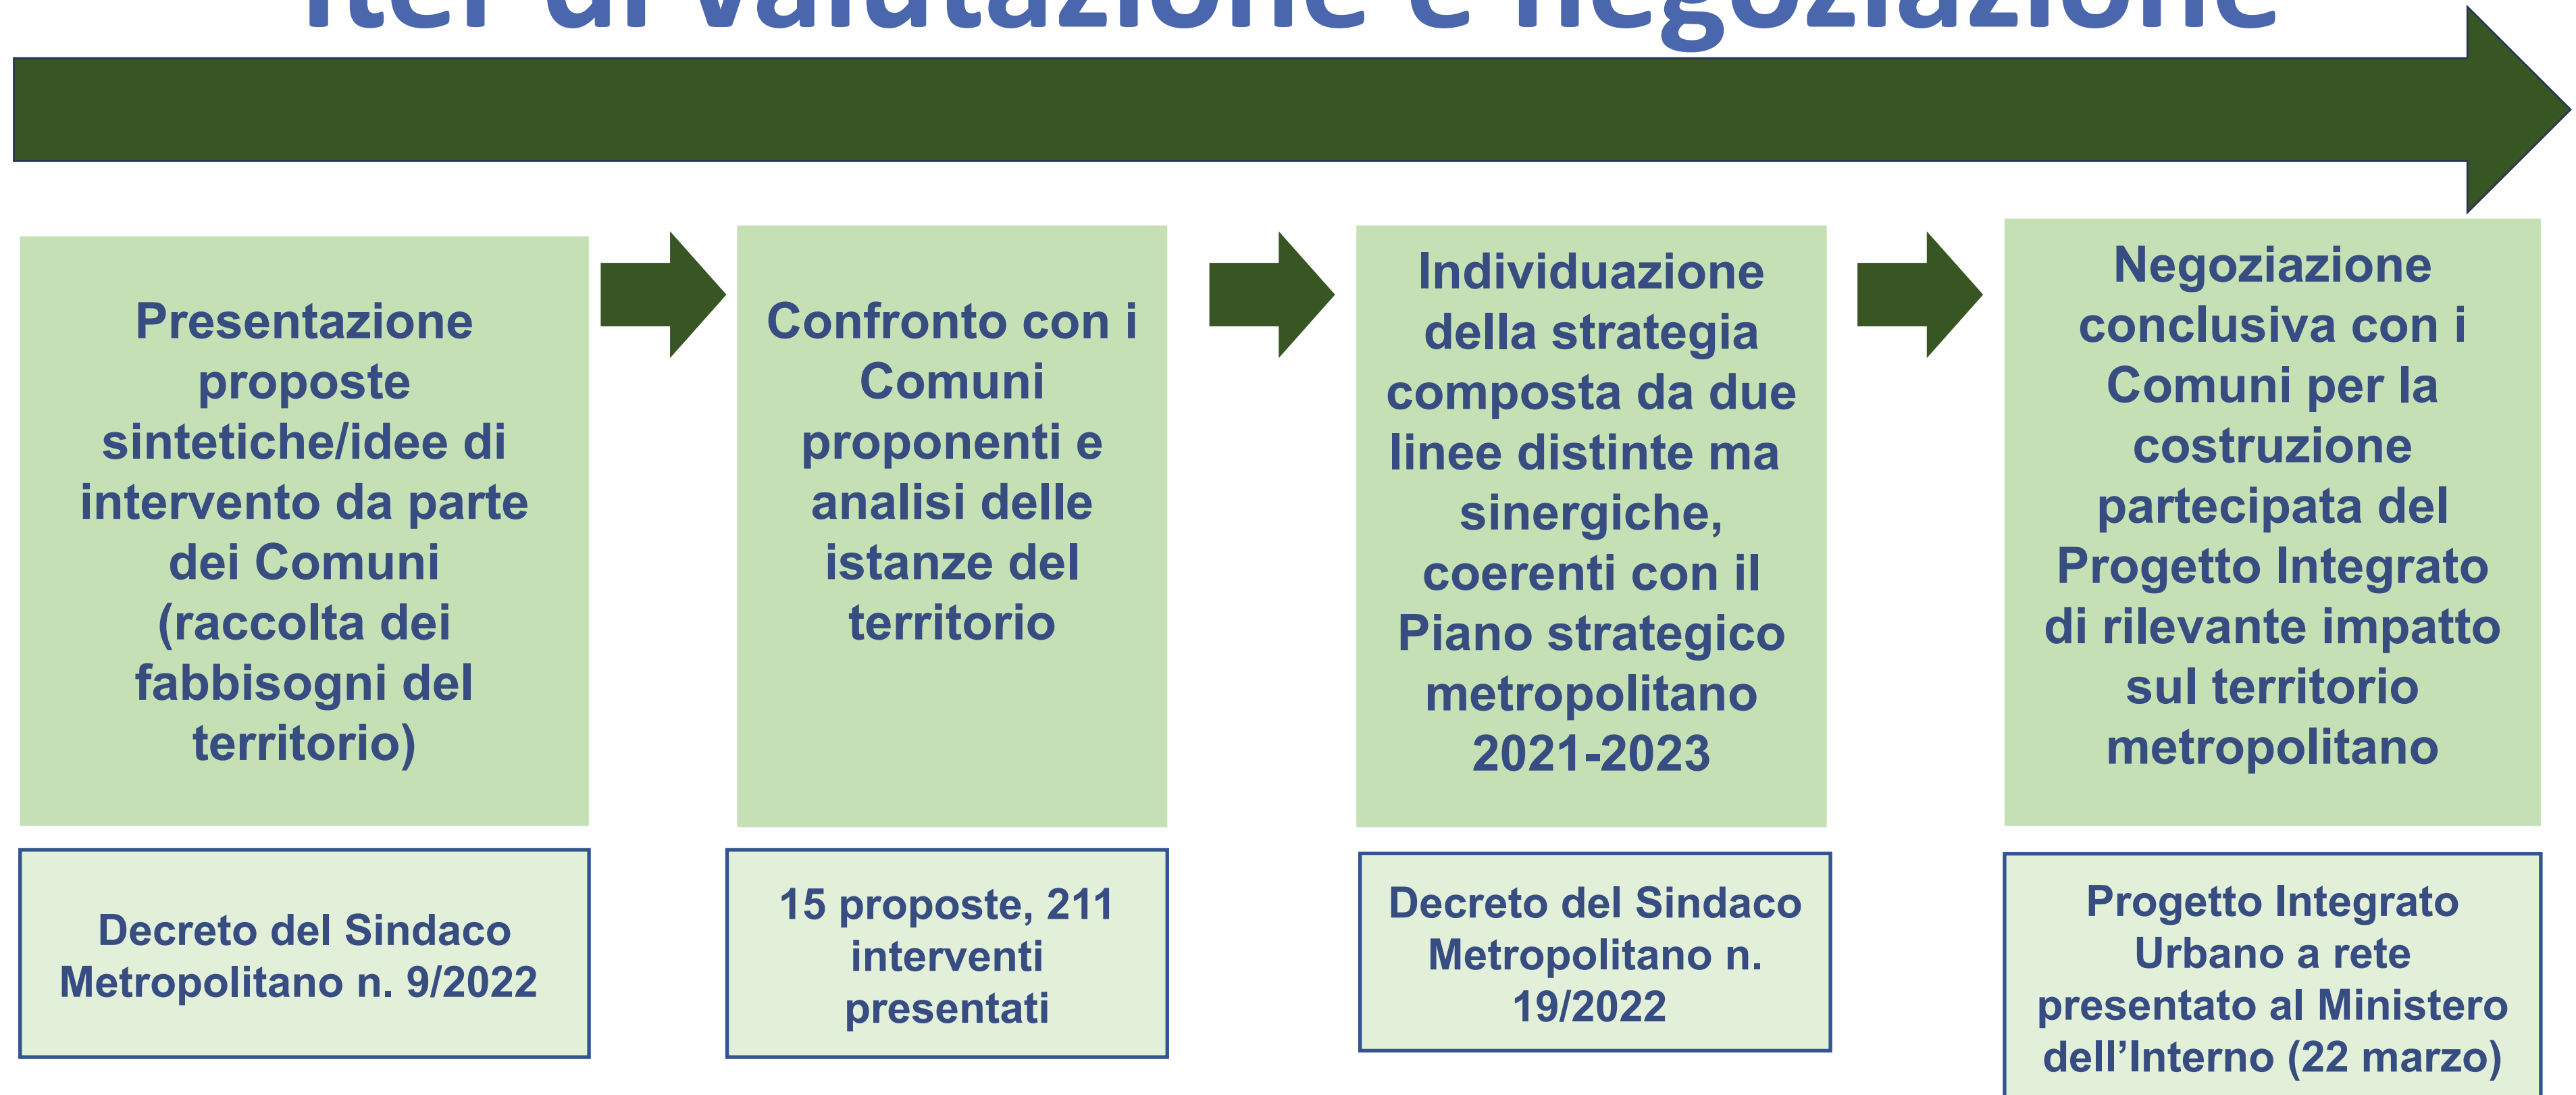 Iter di valutazione e negoziazione
Presentazione
proposte
sintetiche/idee di
intervento da parte
dei Comuni
(raccolta dei
fabbisogni del
territorio)
Confronto con i
Comuni
proponenti e
analisi delle
istanze del
territorio
Individuazione
della strategia
composta da due
linee distinte ma
sinergiche,
coerenti con il
Piano strategico
metropolitano
2021-2023
Negoziazione
conclusiva con i
Comuni per la
costruzione
partecipata del
Progetto Integrato
di rilevante impatto
sul territorio
metropolitano
Decreto del Sindaco
Metropolitano n. 9/2022
15 proposte, 211
interventi
presentati
Decreto del Sindaco
Metropolitano n.
19/2022
Progetto Integrato
Urbano a rete
presentato al Ministero
dell’Interno (22 marzo)